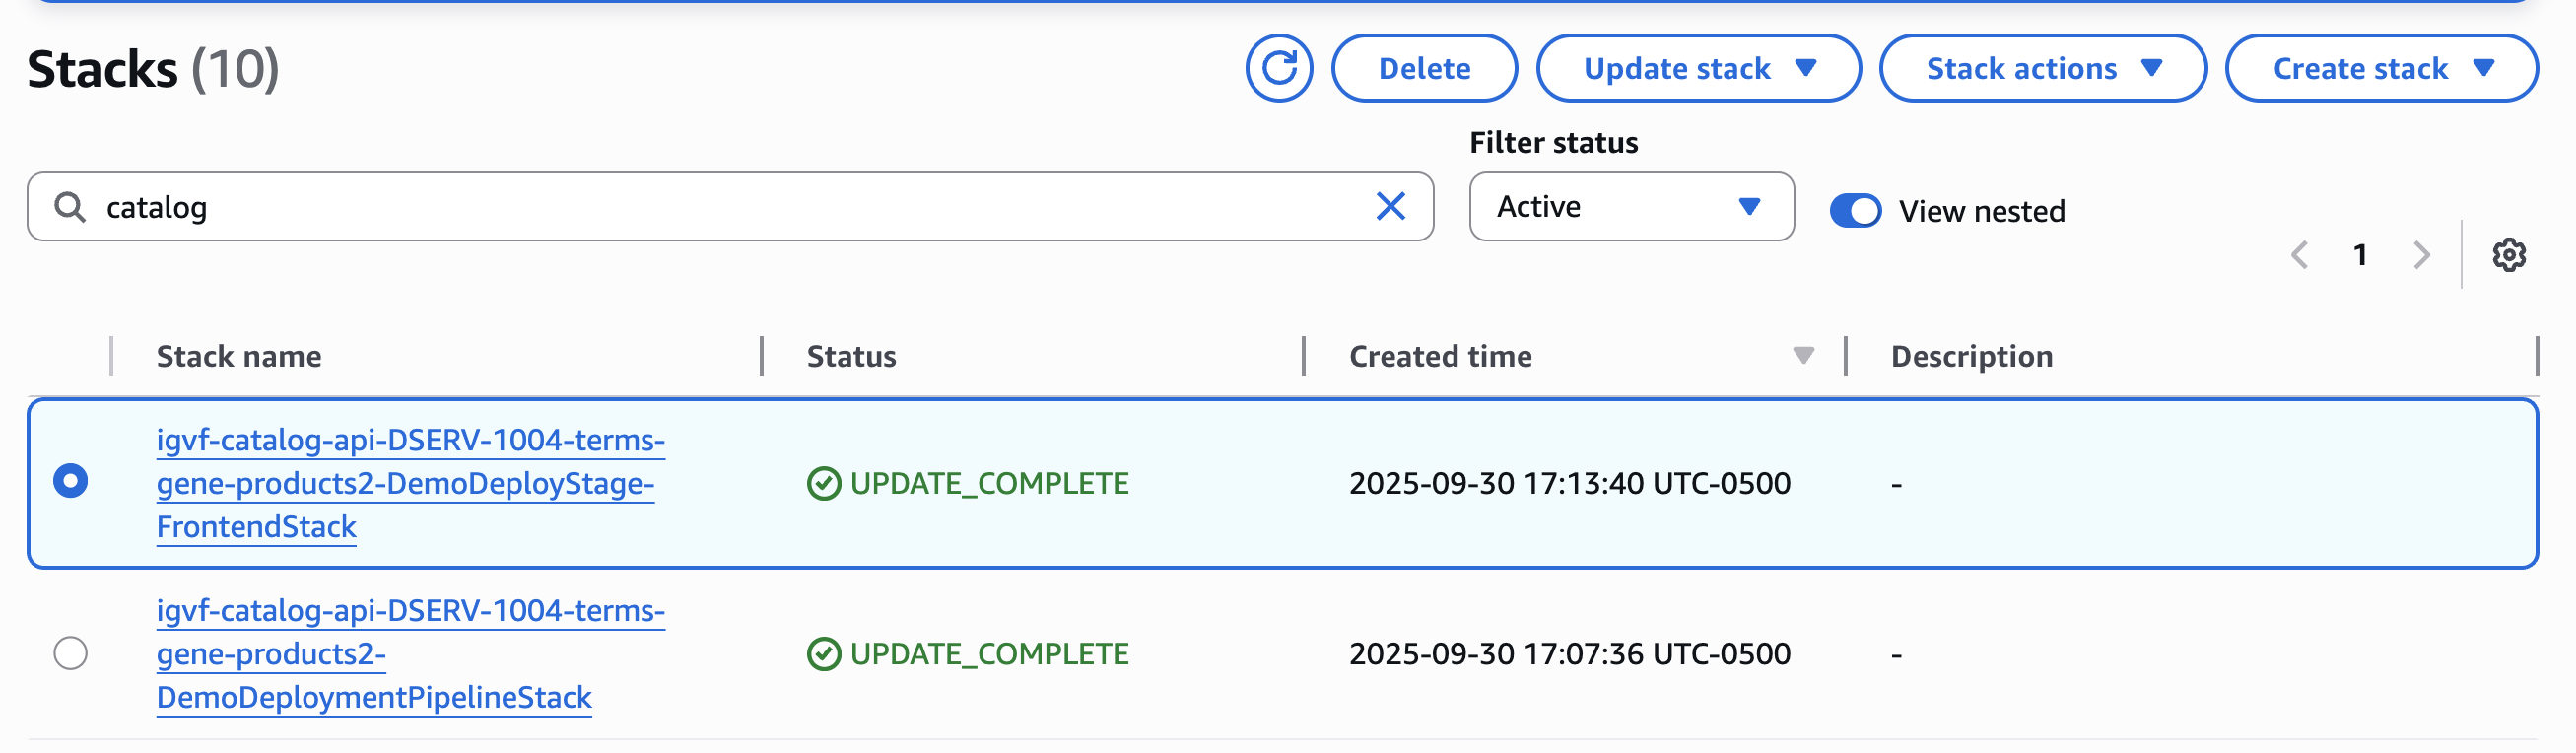 Stacks (10)
Delete
Update stack
Stack actions
Create stack
Filter status
catalog
Active
View nested
1
Stack name
Status
Created time
Description
igvf-catalog-api-DSERV-1004-terms-
gene-products2-DemoDeployStage-
FrontendStack
UPDATE_COMPLETE
2025-09-30 17:13:40 UTC-0500
-
igvf-catalog-api-DSERV-1004-terms-
gene-products2-
DemoDeploymentPipelineStack
UPDATE_COMPLETE
2025-09-30 17:07:36 UTC-0500
-